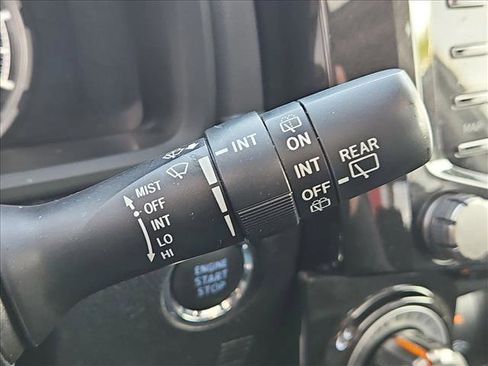 MIST
OFF
INT
LO
HI
INT
ON
INT
OFF
REAR
ENGINE
START
STOP